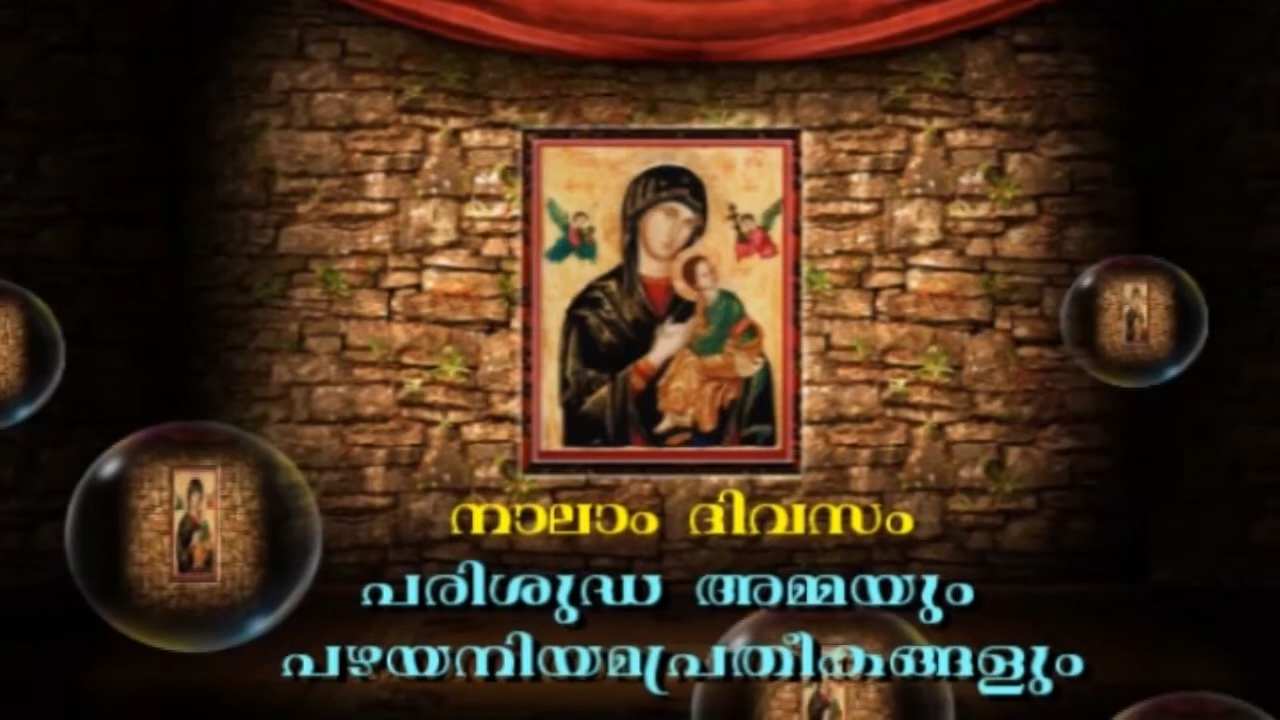 നാലാം ദിവസം
പരിശുദ്ധ അമ്മയും
പഴയനിയമപ്രതീകങ്ങളും